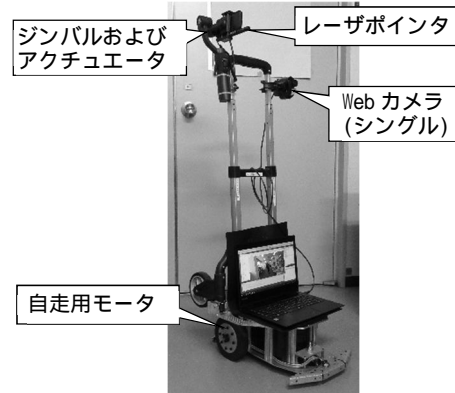 ジンバルおよび
アクチュエータ
レーザポインタ
Web カメラ
(シングル)
自走用モータ